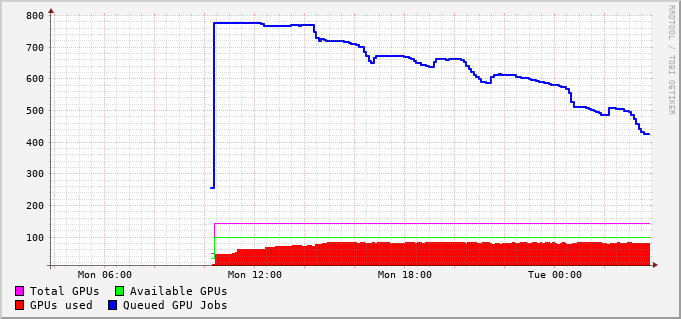 800
700
600
500
400
300
200
100
Mon 06:00 Mon 12:00 Mon 18:00 Tue 00:00
Total GPUs Available GPUs
GPUs used Queued GPU Jobs
RRDTOOL / TOBI OETIKER